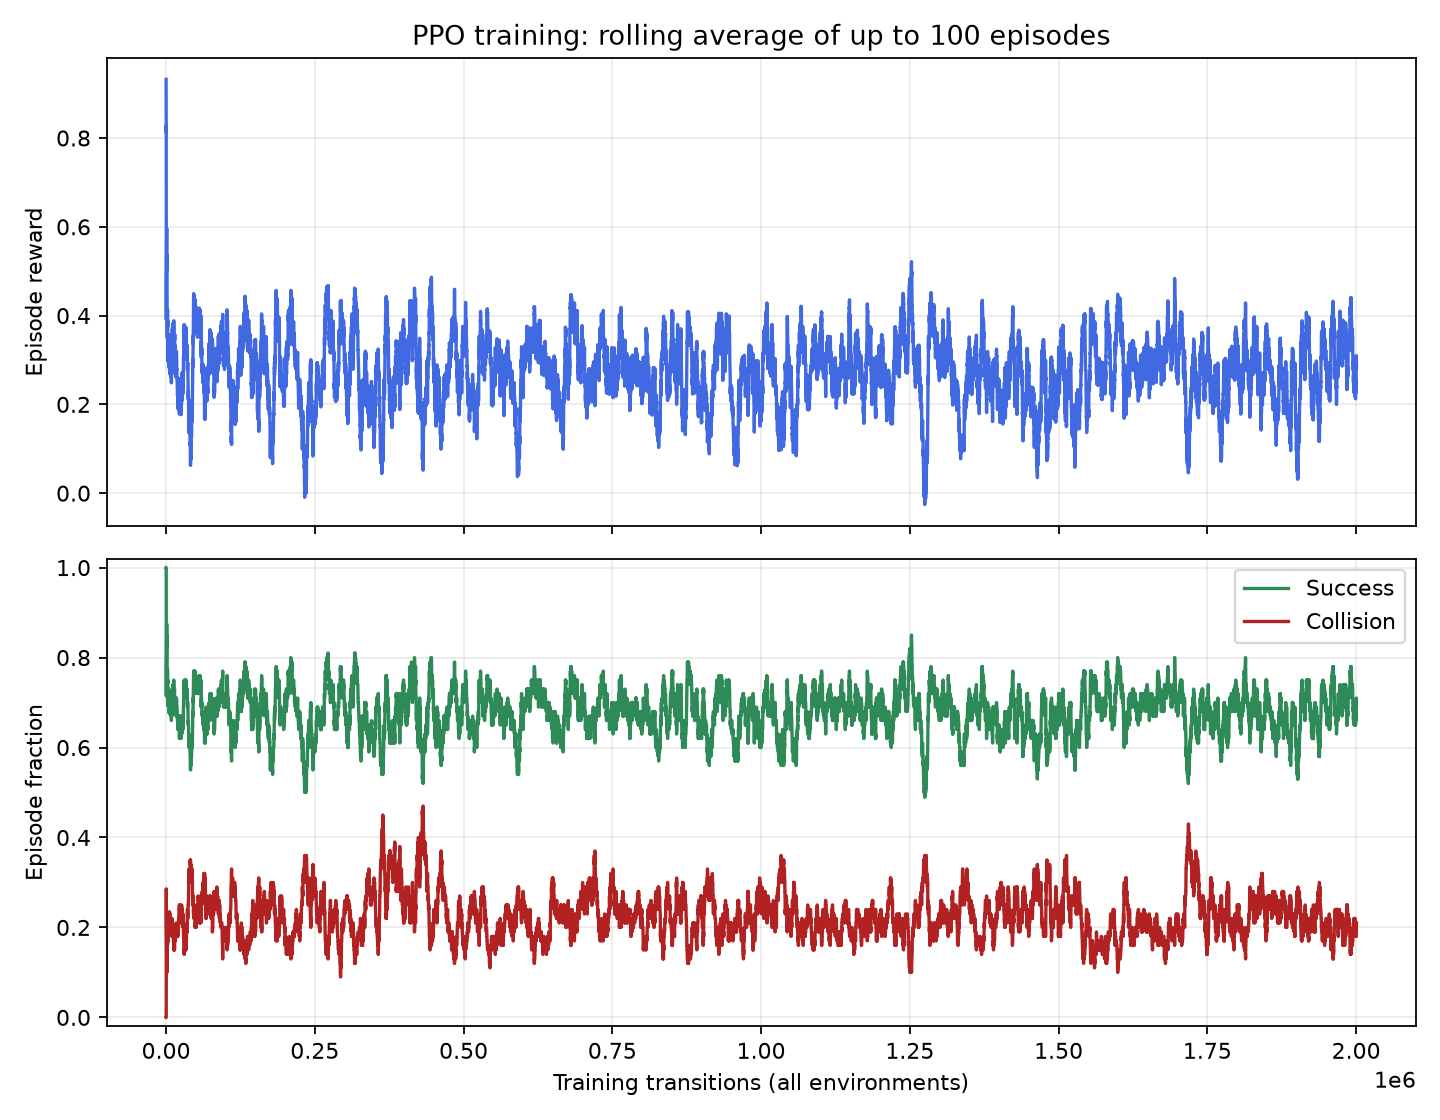 PPO training: rolling average of up to 100 episodes
Episode reward
0.8
0.6
0.4
0.2
0.0
Episode fraction
1.0
0.8
0.6
0.4
0.2
0.0
Success
Collision
0.00 0.25 0.50 0.75 1.00 1.25 1.50 1.75 2.00
1e6
Training transitions (all environments)